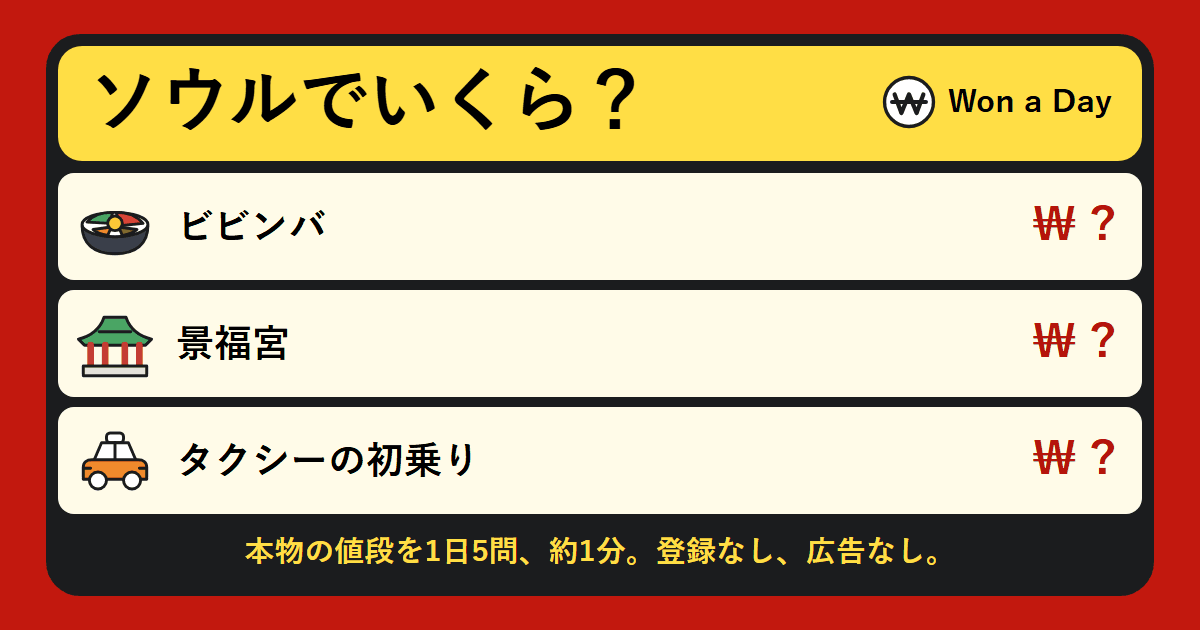 ソウルでいくら？
₩ Won a Day
ビビンバ ₩ ?
景福宮 ₩ ?
タクシーの初乗り ₩ ?
本物の値段を1日5問、約1分。登録なし、広告なし。